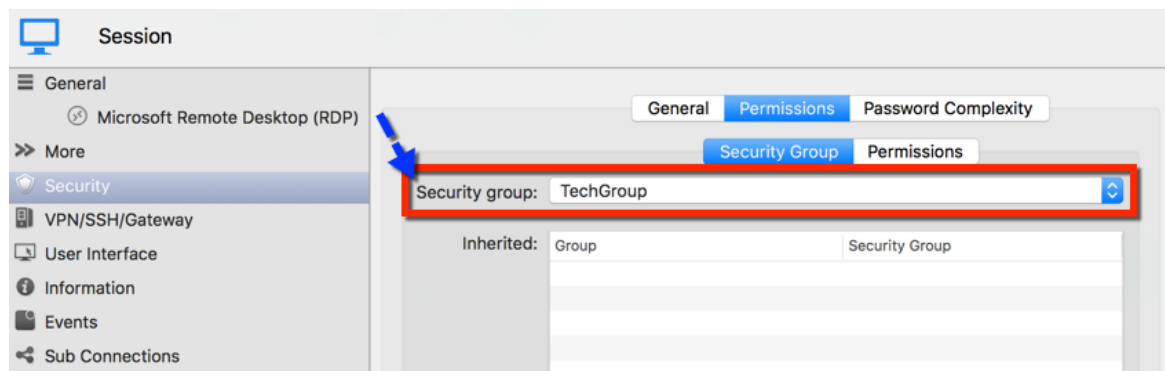 Session
General
Microsoft Remote Desktop (RDP)
More
Security
VPN/SSH/Gateway
User Interface
Information
Events
Sub Connections
General Permissions Password Complexity
Security Group Permissions
Security group: TechGroup
Inherited: Group Security Group